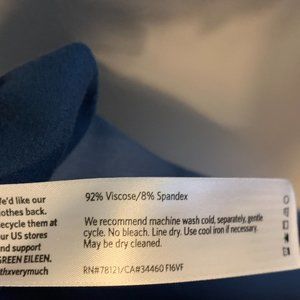 e'd like our
othes back.
ecycle them at
ur US stores
nd support
GREEN EILEEN.
thxverymuch
92% Viscose/8% Spandex
We recommend machine wash cold, separately, gentle
cycle. No bleach. Line dry. Use cool iron if necessary.
May be dry cleaned.
RN#78121/CA#34460 F16VF